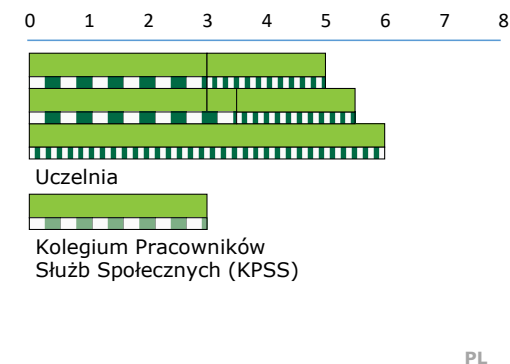 0 1 2 3 4 5 6 7 8
Uczelnia
Kolegium Pracowników
Służb Społecznych (KPSS)
PL